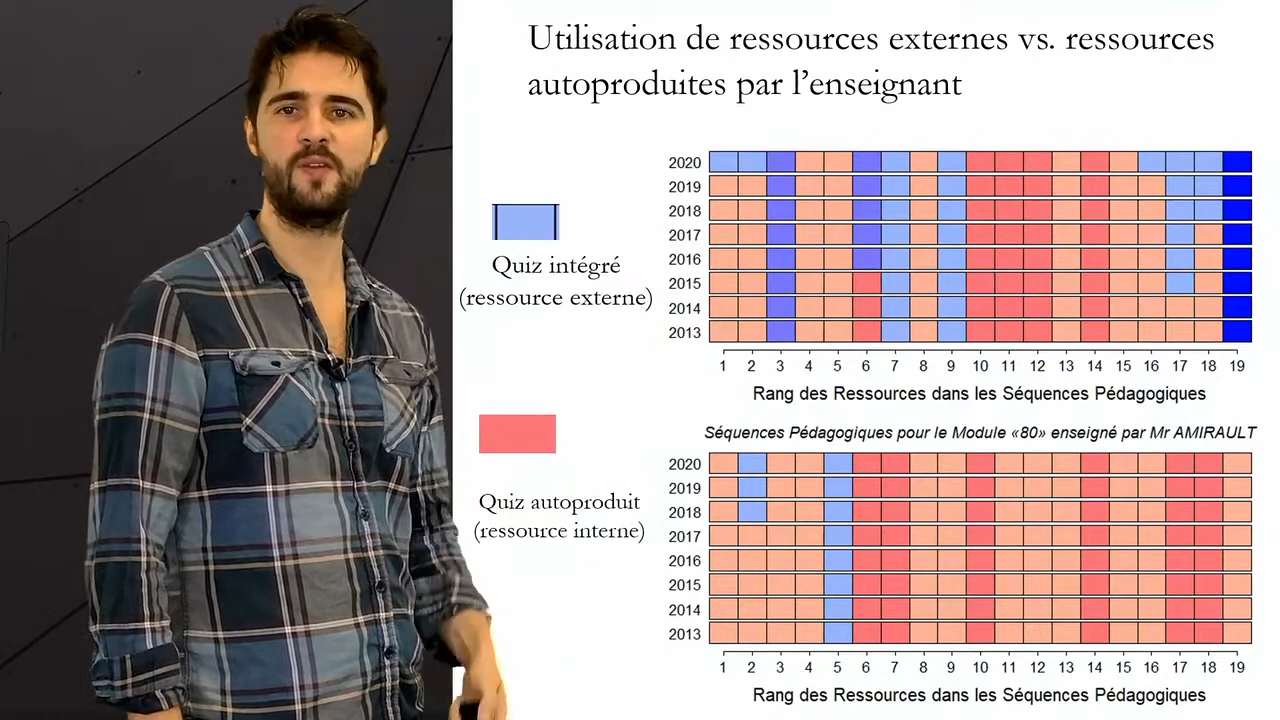 Utilisation de ressources externes vs. ressources
autoproduites par l’enseignant
Quiz intégré
(ressource externe)
Quiz autoproduit
(ressource interne)
2020
2019
2018
2017
2016
2015
2014
2013
1 2 3 4 5 6 7 8 9 10 11 12 13 14 15 16 17 18 19
Rang des Ressources dans les Séquences Pédagogiques
Séquences Pédagogiques pour le Module «80» enseigné par Mr AMIRAULT
2020
2019
2018
2017
2016
2015
2014
2013
1 2 3 4 5 6 7 8 9 10 11 12 13 14 15 16 17 18 19
Rang des Ressources dans les Séquences Pédagogiques